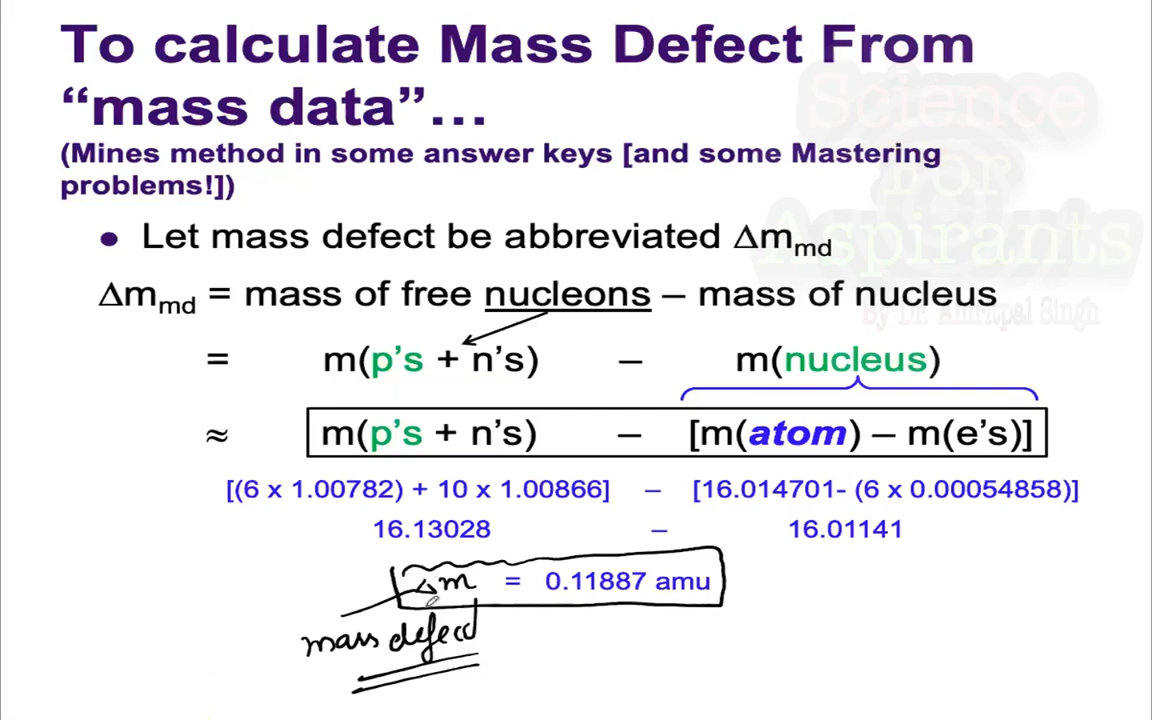 To calculate Mass Defect From
“mass data”…
(Mines method in some answer keys [and some Mastering
problems!])
Science
For
Aspirants
By Dr. Amritpal Singh
• Let mass defect be abbreviated Δmmd
Δmmd = mass of free nucleons – mass of nucleus
= m(p’s + n’s) – m(nucleus)
≈ m(p’s + n’s) – [m(atom) – m(e’s)]
[(6 x 1.00782) + 10 x 1.00866] – [16.014701- (6 x 0.00054858)]
16.13028 – 16.01141
Δm = 0.11887 amu
mass defect